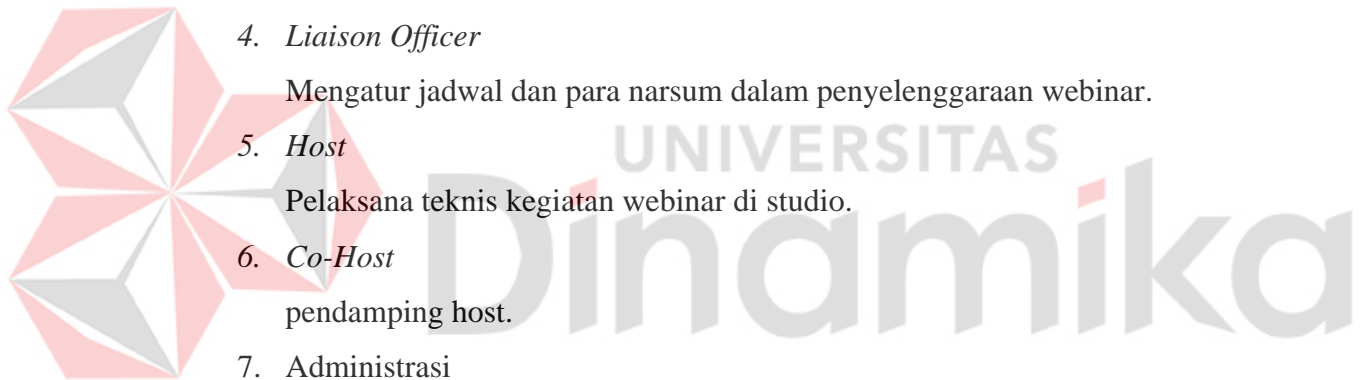 4. Liaison Officer
Mengatur jadwal dan para narsum dalam penyelenggaraan webinar.
UNIVERSITAS
5. Host
Dinamika
Pelaksana teknis kegiatan webinar di studio.
6. Co-Host
pendamping host.
7. Administrasi